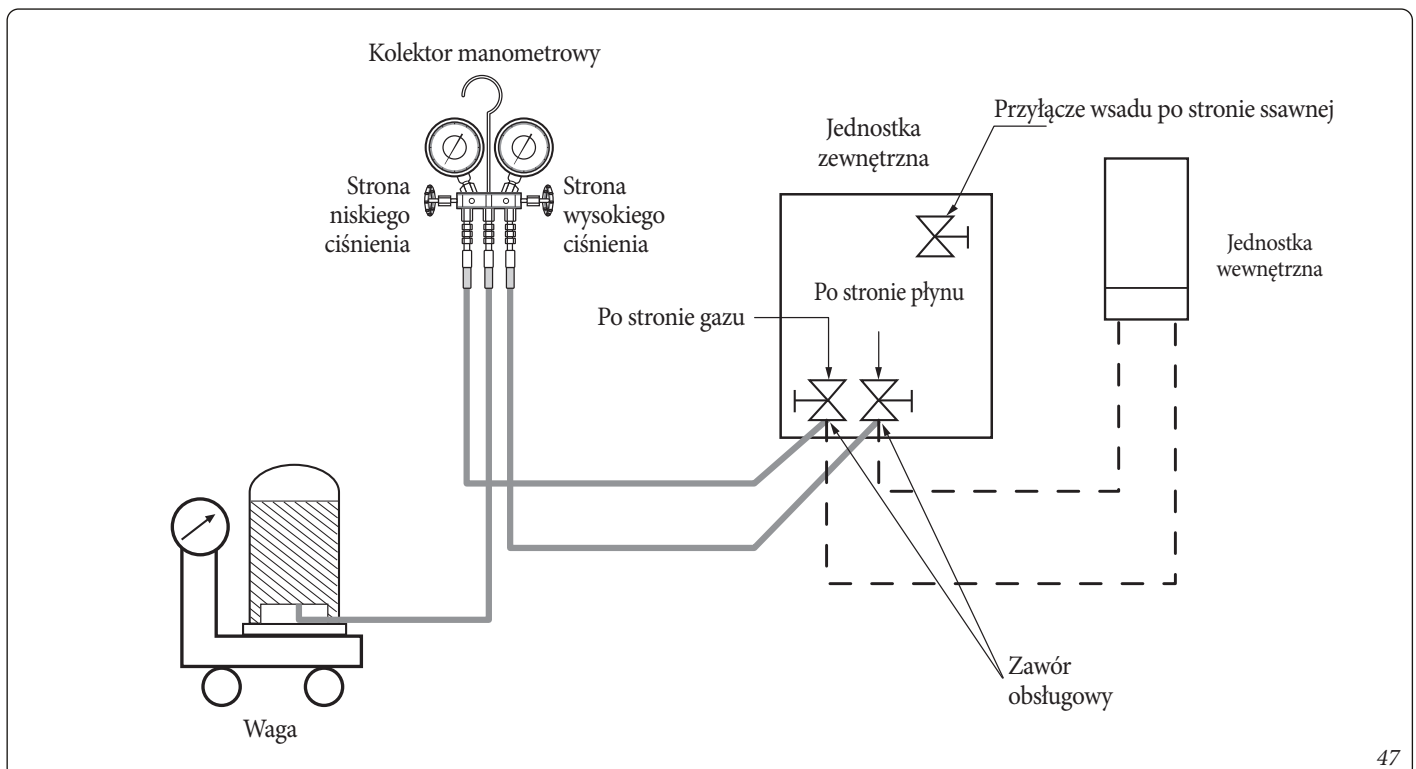 Kolektor manometrowy
Przyłącze wsadu po stronie ssawnej
Jednostka
zewnętrzna
Strona
niskiego
ciśnienia
Strona
wysokiego
ciśnienia
Jednostka
wewnętrzna
Po stronie płynu
Po stronie gazu
Zawór
obsługowy
Waga
47